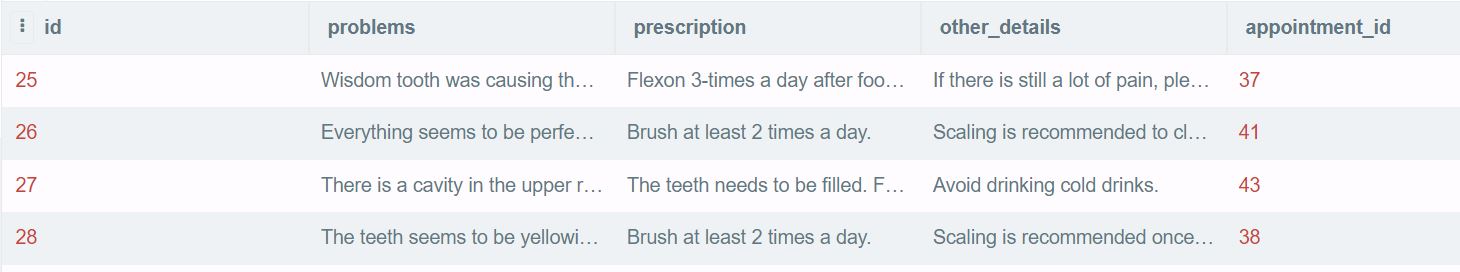 id problems prescription other_details appointment_id
25 Wisdom tooth was causing th… Flexon 3-times a day after foo… If there is still a lot of pain, ple… 37
26 Everything seems to be perfe… Brush at least 2 times a day. Scaling is recommended to cl… 41
27 There is a cavity in the upper r… The teeth needs to be filled. F… Avoid drinking cold drinks. 43
28 The teeth seems to be yellowi… Brush at least 2 times a day. Scaling is recommended once… 38